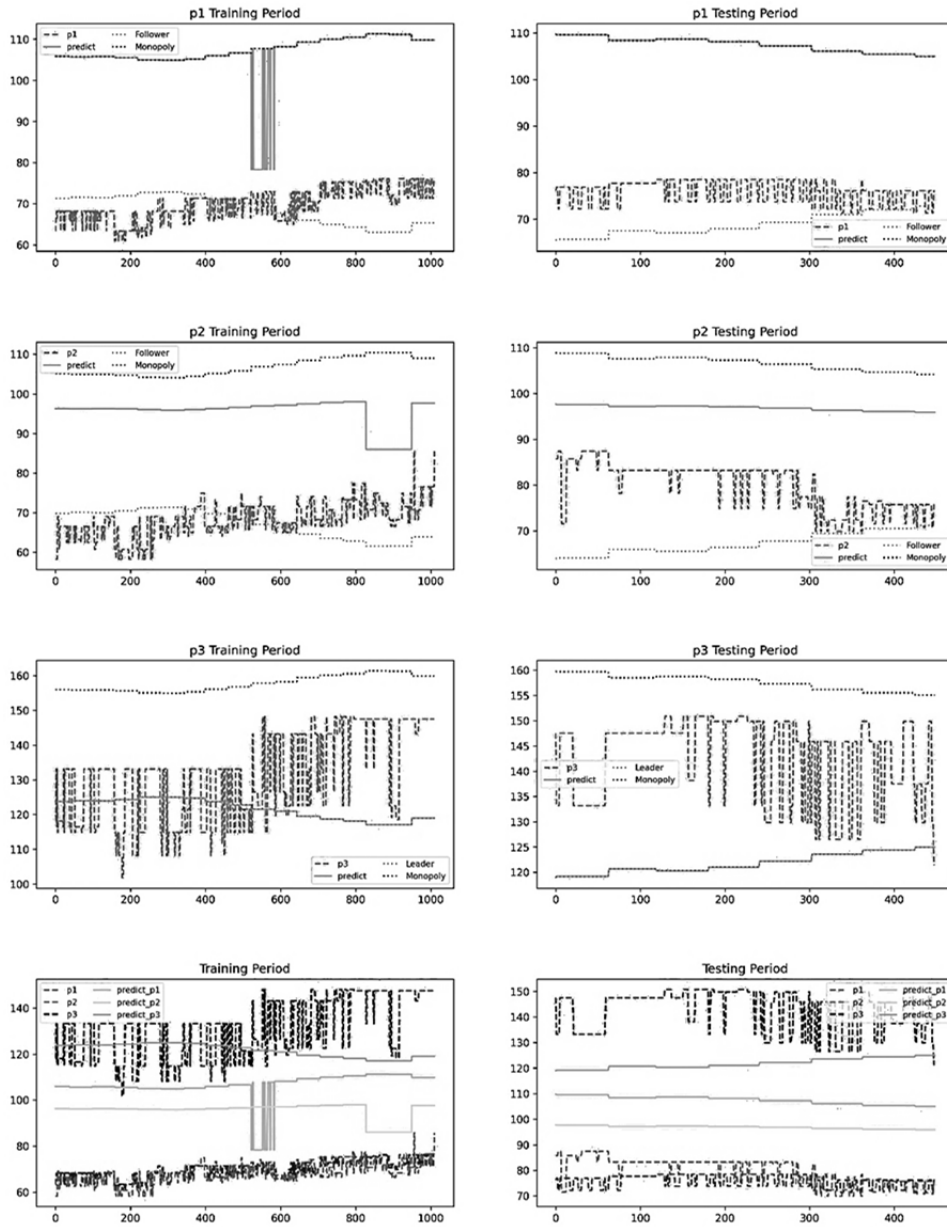 p1 Training Period
p1 Follower
predict Monopoly
110
100
90
80
70
60
0 200 400 600 800 1000
p1 Testing Period
110
100
90
80
70
p1 Follower
predict Monopoly
0 100 200 300 400
p2 Training Period
p2 Follower
predict Monopoly
110
100
90
80
70
60
0 200 400 600 800 1000
p2 Testing Period
110
100
90
80
70
p2 Follower
predict Monopoly
0 100 200 300 400
p3 Training Period
160
150
140
130
120
110
100
p3 Leader
predict Monopoly
0 200 400 600 800 1000
p3 Testing Period
160
155
150
145
140
135
130
125
120
p3 Leader
predict Monopoly
0 100 200 300 400
Training Period
p1 predict_p1
p2 predict_p2
p3 predict_p3
140
120
100
80
60
0 200 400 600 800 1000
Testing Period
p1 predict_p1
p2 predict_p2
p3 predict_p3
150
140
130
120
110
100
90
80
70
0 100 200 300 400